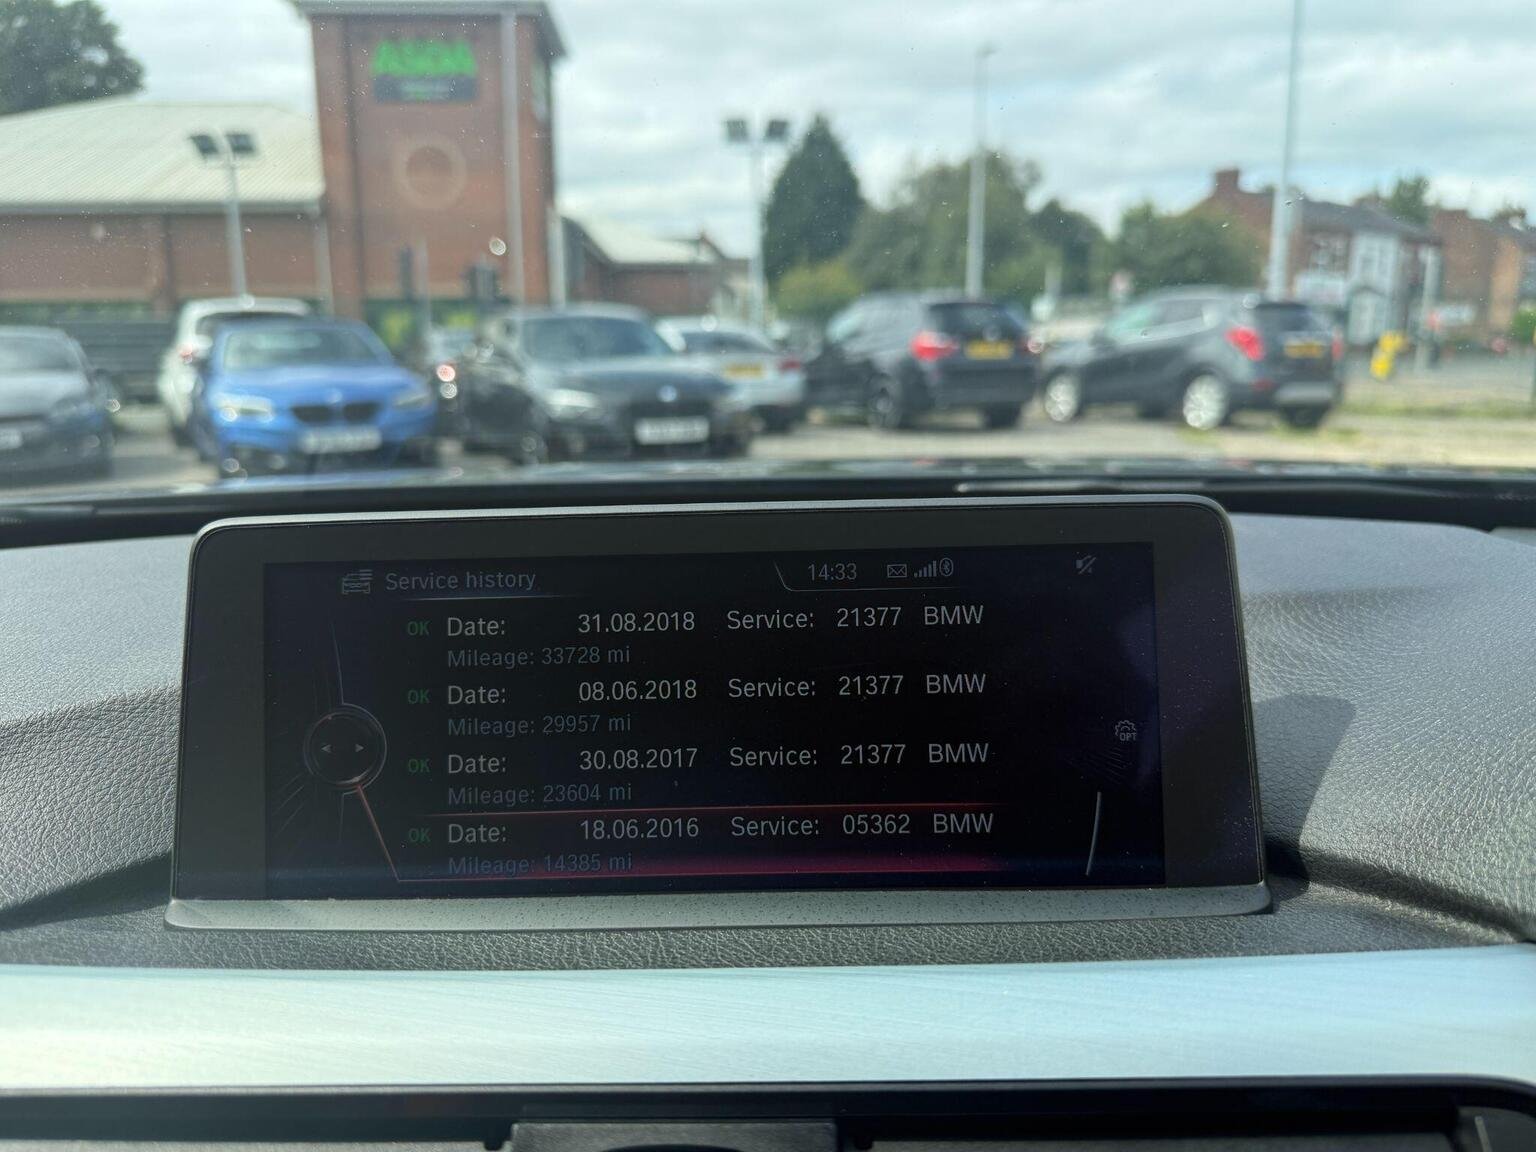 ASDA
Service history 14:33
OK Date: 31.08.2018 Service: 21377 BMW
Mileage: 33728 mi
OK Date: 08.06.2018 Service: 21377 BMW
Mileage: 29957 mi
OK Date: 30.08.2017 Service: 21377 BMW
Mileage: 23604 mi
OPT
OK Date: 18.06.2016 Service: 05362 BMW
Mileage: 14385 mi